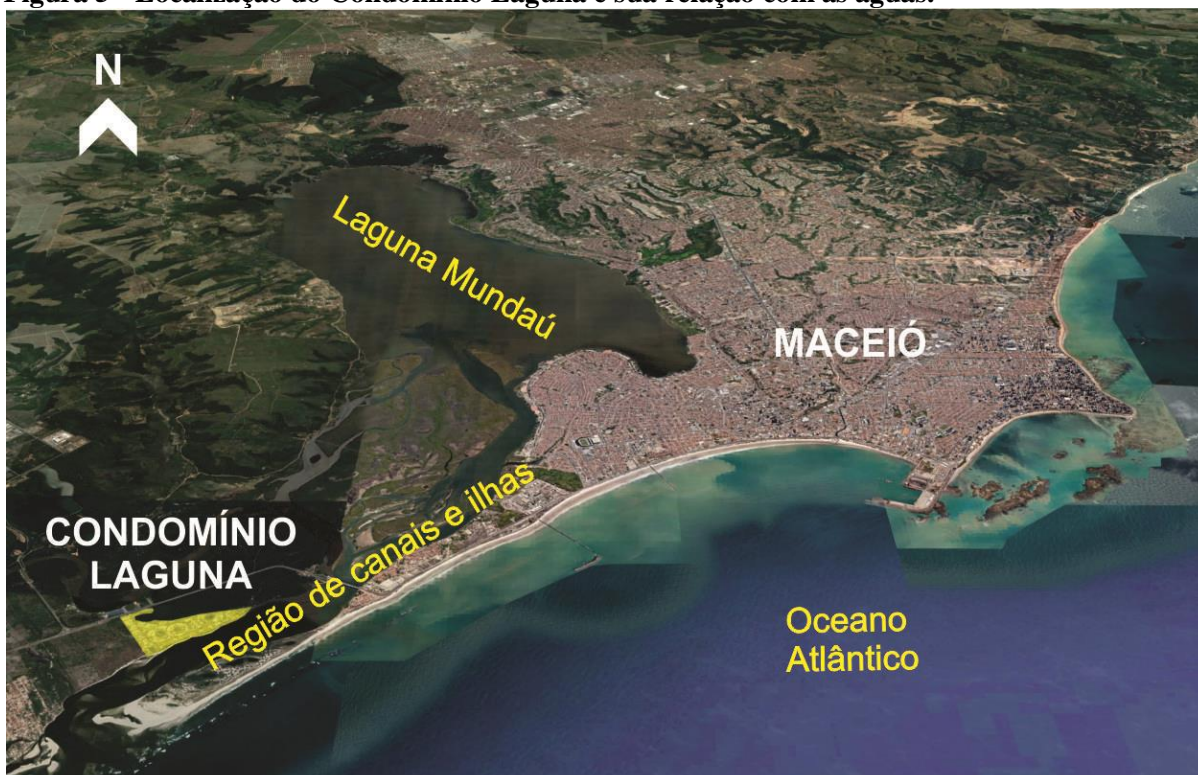 Figura 3 - Localização do Condomínio Laguna e sua relação com as águas.
N
Laguna Mundaú
MACEIÓ
CONDOMÍNIO
LAGUNA
Região de canais e ilhas
Oceano
Atlântico